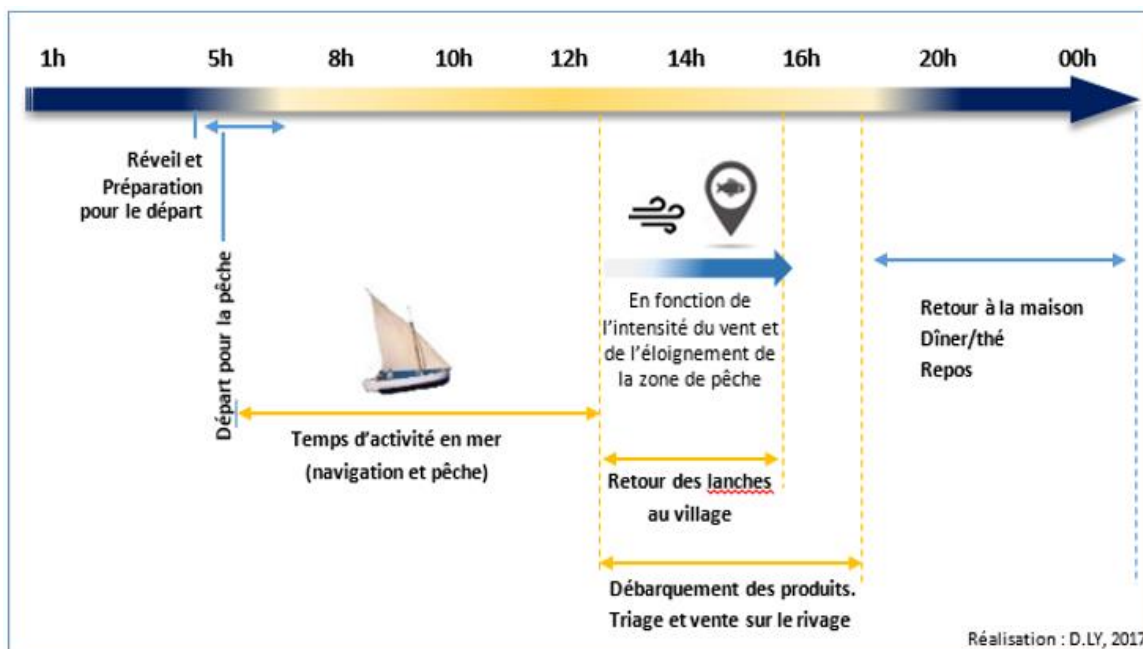 1h 5h 8h 10h 12h 14h 16h 20h 00h
Réveil et
Préparation
pour le départ
Départ pour la pêche
Temps d’activité en mer
(navigation et pêche)
En fonction de
l’intensité du vent et
de l’éloignement de
la zone de pêche
Retour des lanches
au village
Débarquement des produits.
Triage et vente sur le rivage
Retour à la maison
Dîner/thé
Repos
Réalisation : D.LY, 2017